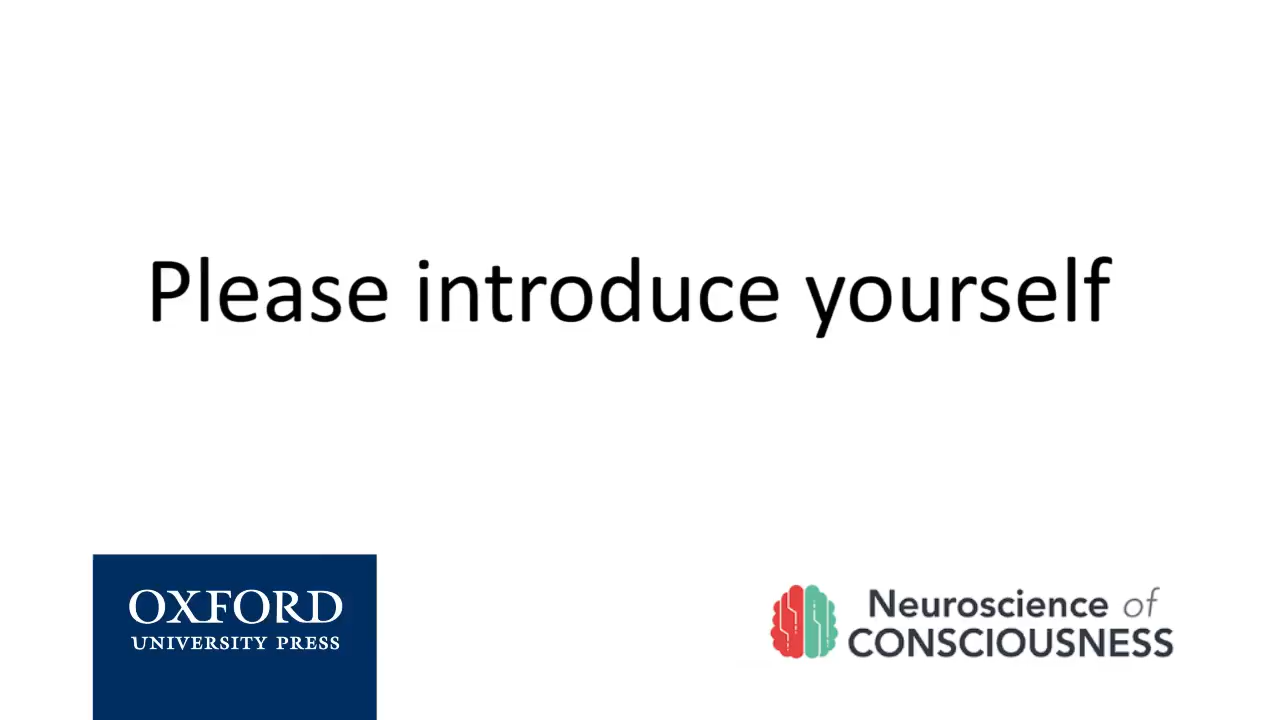 Please introduce yourself
OXFORD
UNIVERSITY PRESS
Neuroscience of
CONSCIOUSNESS